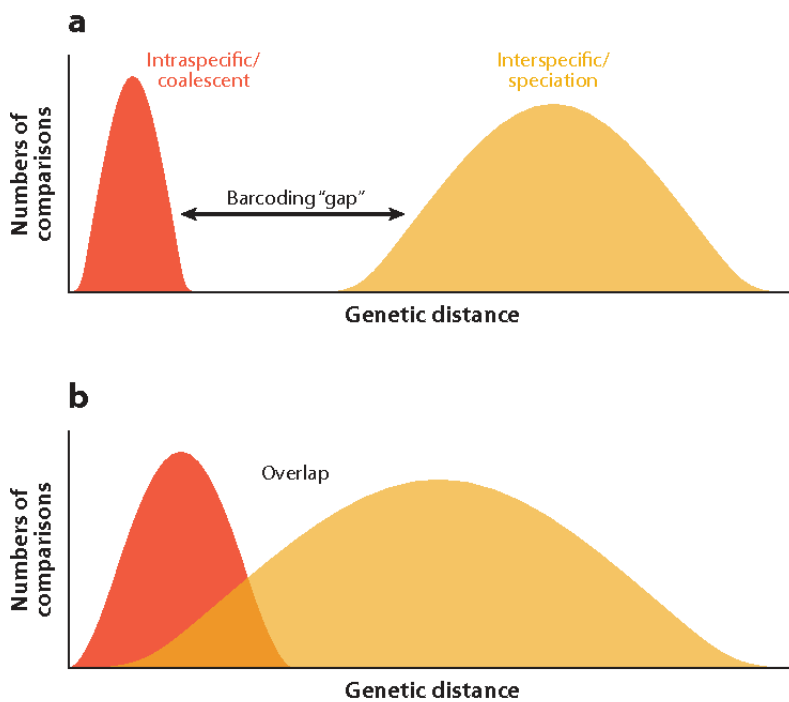 a
Intraspecific/
coalescent
Interspecific/
speciation
Numbers of
comparisons
Barcoding "gap"
Genetic distance
b
Overlap
Numbers of
comparisons
Genetic distance